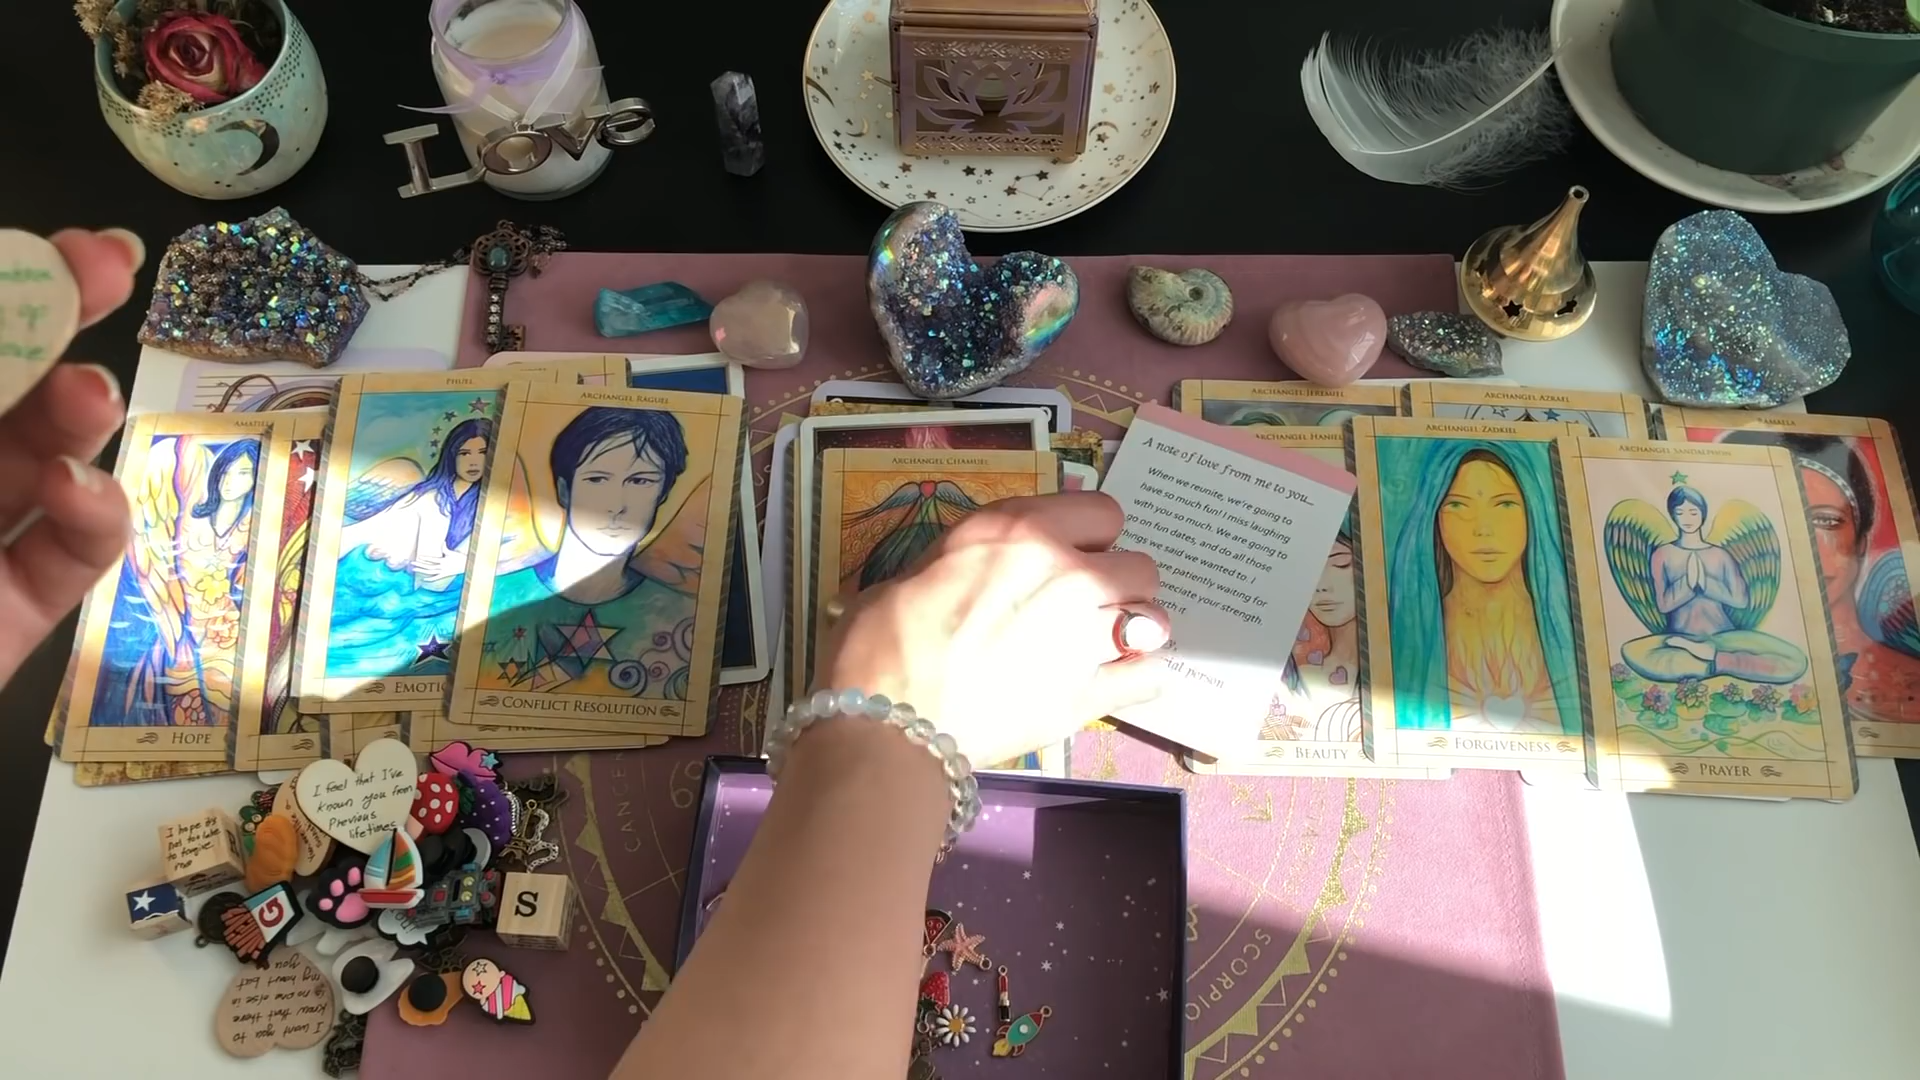 Love
AMATIEL
PHUEL
ARCHANGEL RAGUEL
ARCHANGEL CHAMUEL
ARCHANGEL JEREMIEL
ARCHANGEL HANIEL
ARCHANGEL AZRAEL
ARCHANGEL ZADKIEL
ARCHANGEL SANDALPHON
RAMAELA
A note of love from me to you...
When we reunite, we're going to
have so much fun! I miss laughing
with you so much. We are going to
go on fun dates, and do all those
things we said we wanted to. I
are patiently waiting for
your strength.
worth it
person
HOPE
CONFLICT RESOLUTION
BEAUTY
FORGIVENESS
PRAYER
I feel that I've
known you from
Previous
lifetimes
I hope it's
not too late
to forgive
me
S
G
I want you to
know that there
is no one else in
my heart but
you
CANCE
SCORPIO